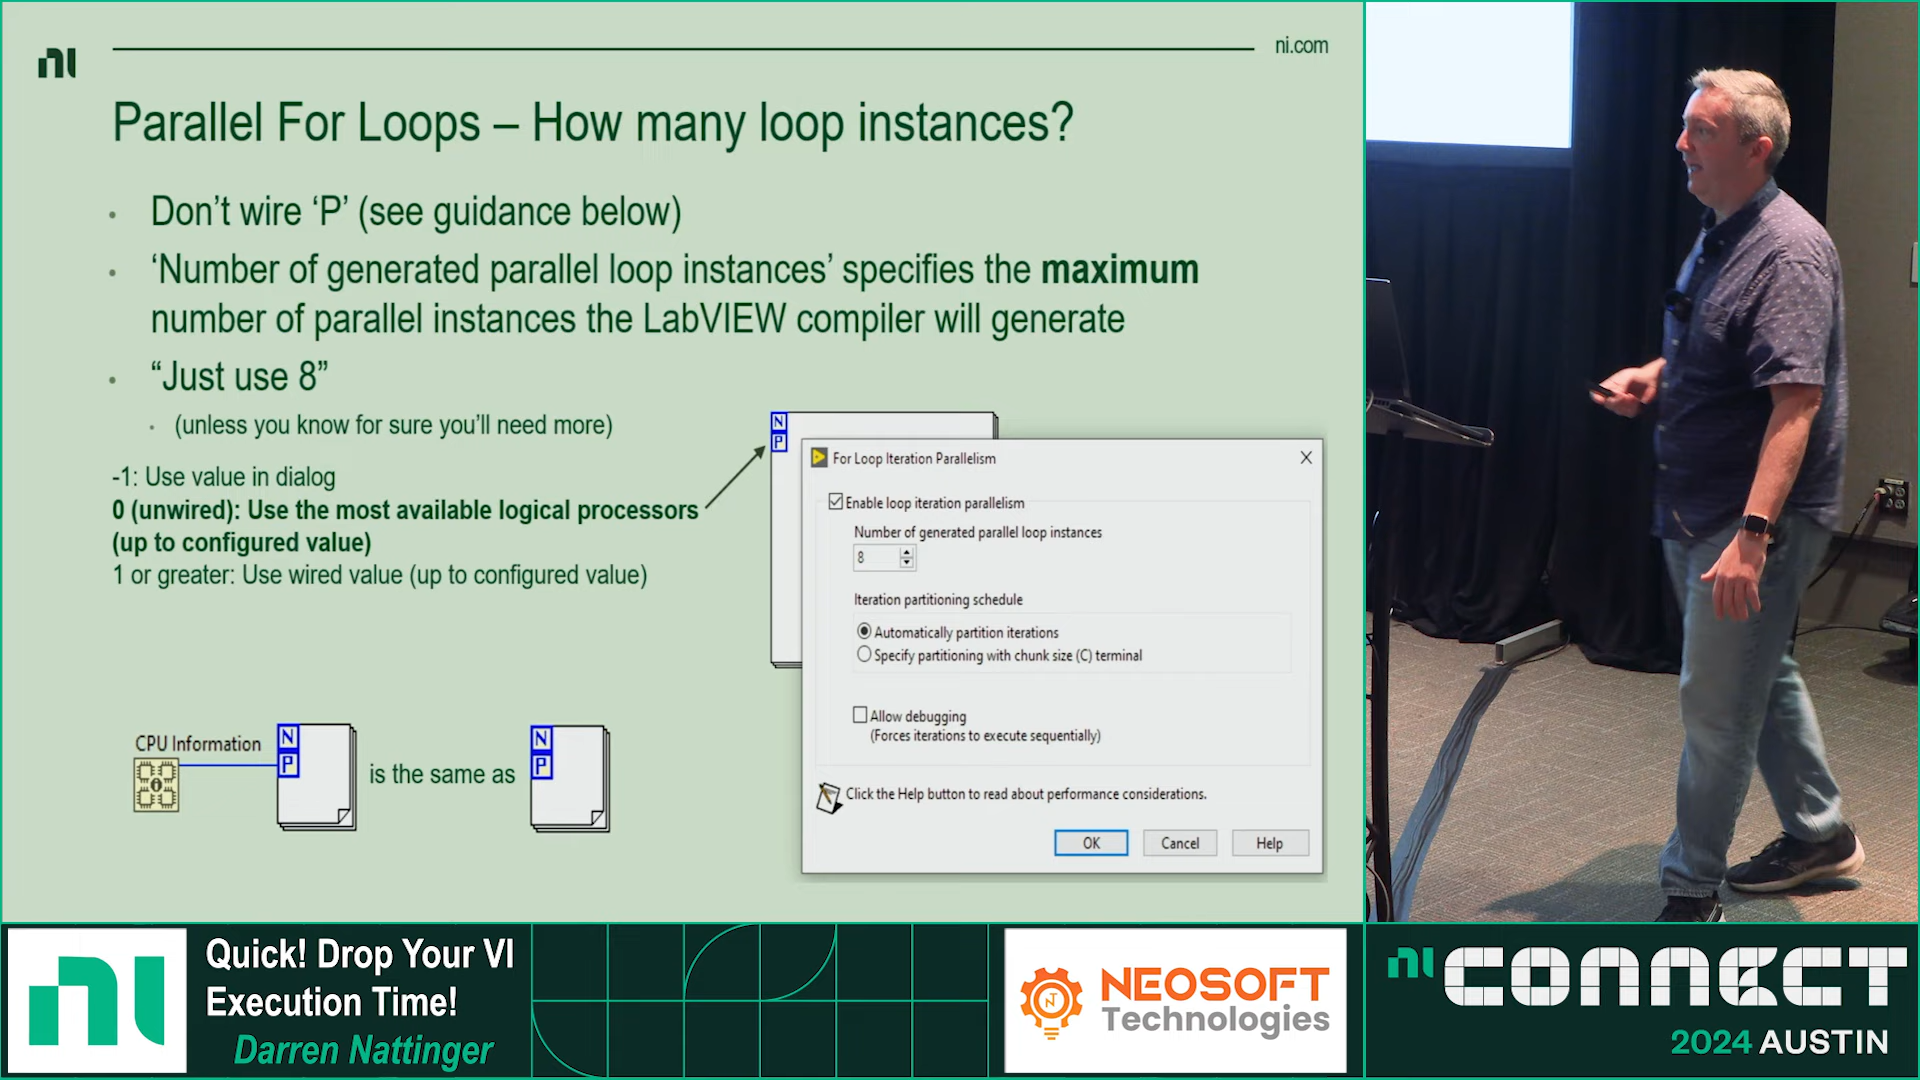 ni
ni.com
Parallel For Loops – How many loop instances?
• Don't wire 'P' (see guidance below)
• 'Number of generated parallel loop instances' specifies the maximum
number of parallel instances the LabVIEW compiler will generate
• “Just use 8”
• (unless you know for sure you'll need more)
-1: Use value in dialog
0 (unwired): Use the most available logical processors
(up to configured value)
1 or greater: Use wired value (up to configured value)
N
P
For Loop Iteration Parallelism
Enable loop iteration parallelism
Number of generated parallel loop instances
8
Iteration partitioning schedule
Automatically partition iterations
Specify partitioning with chunk size (C) terminal
Allow debugging
(Forces iterations to execute sequentially)
Click the Help button to read about performance considerations.
OK Cancel Help
CPU Information
N
P
is the same as
N
P
ni
Quick! Drop Your VI
Execution Time!
Darren Nattinger
NT
NEOSOFT
Technologies
ni CONNECT
2024 AUSTIN